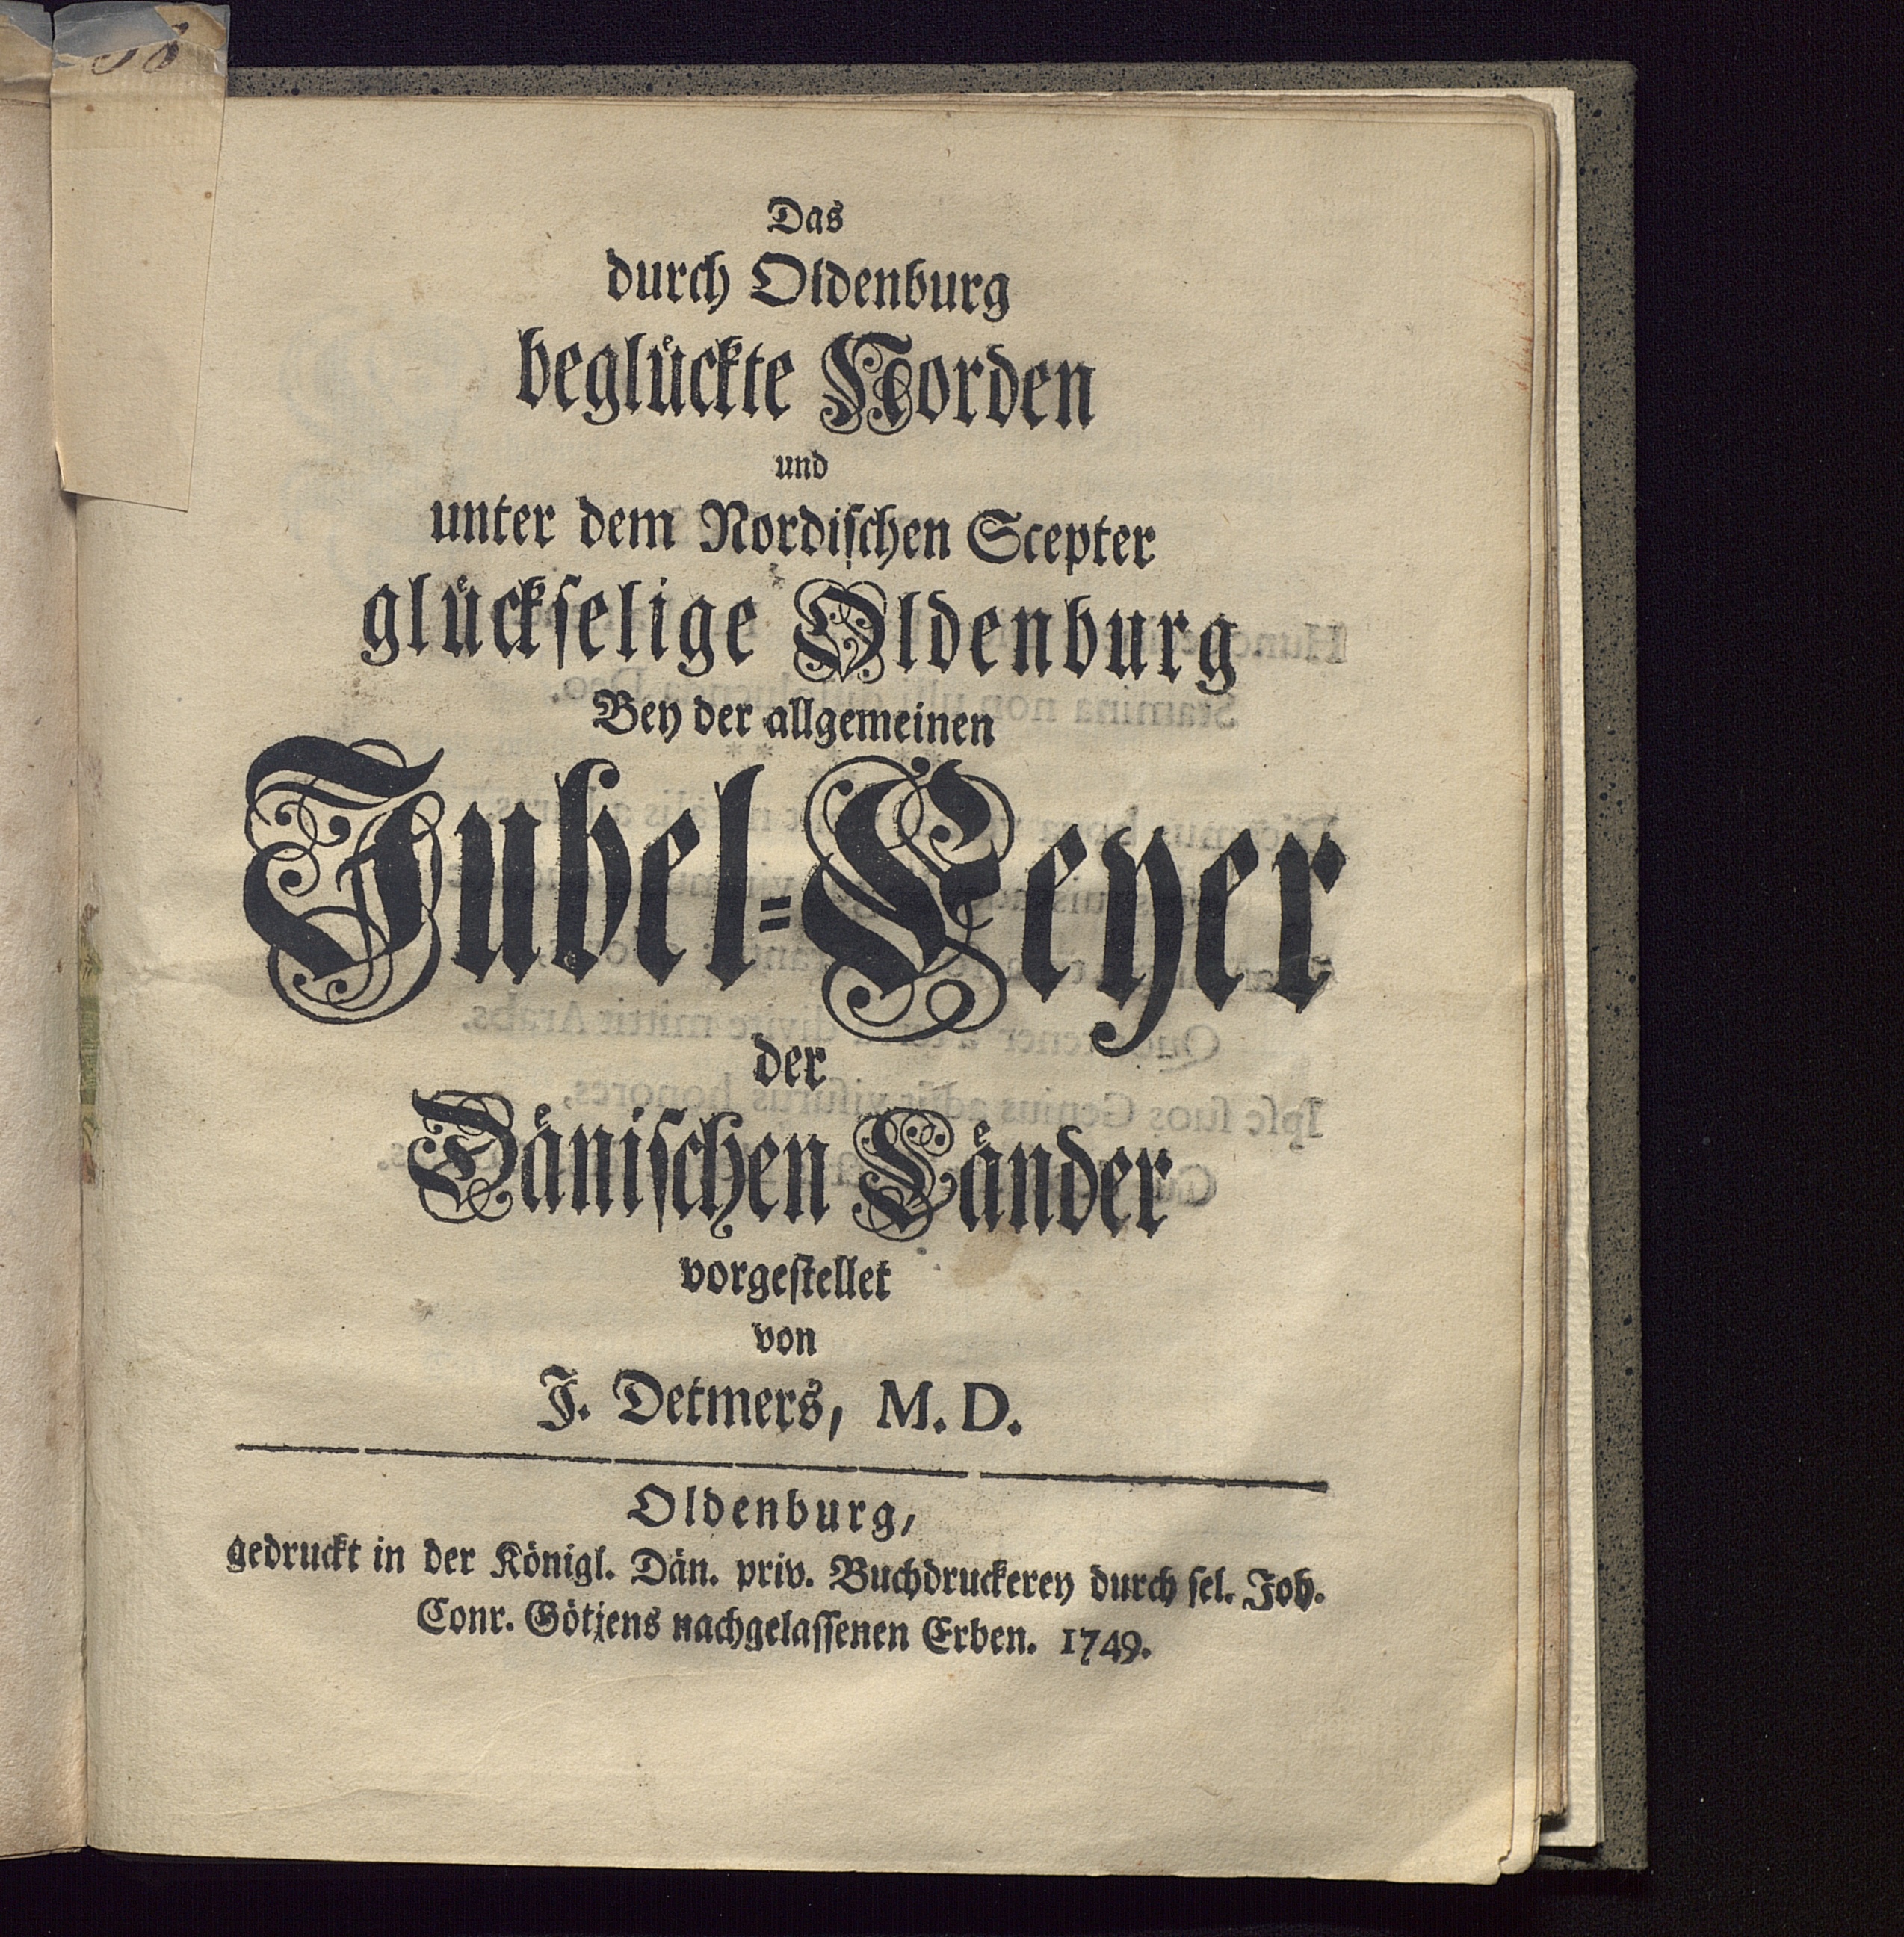 Das
durch Oldenburg
beglückte Norden
und
unter dem Nordischen Scepter
glückselige Oldenburg
Bey der allgemeinen
Jubel-Feyer
der
Dänischen Länder
vorgestellet
von
J. Detmers, M. D.
Oldenburg,
gedruckt in der Königl. Dän. priv. Buchdruckerey durch sel. Joh.
Conr. Götjens nachgelassenen Erben. 1749.